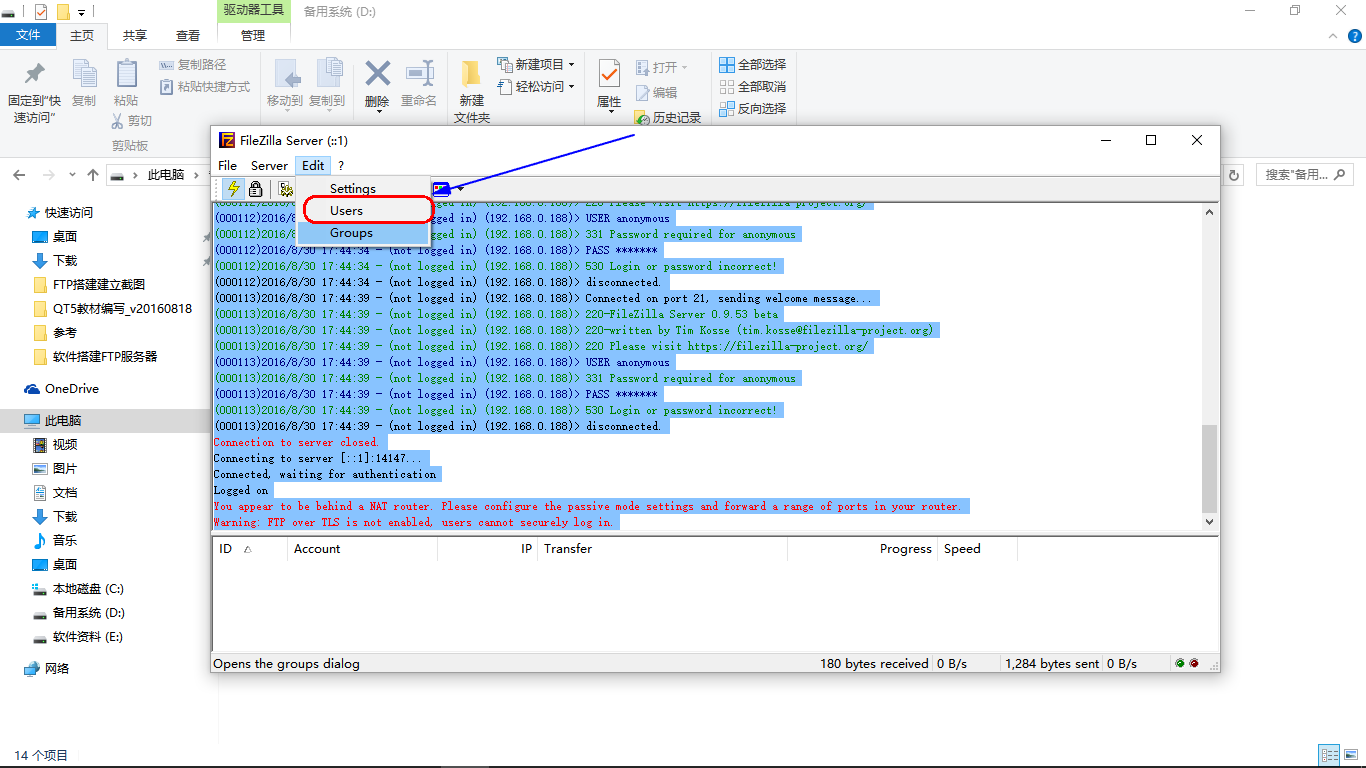 驱动器工具 备用系统 (D:)
文件 主页 共享 查看 管理
固定到"快速访问"
复制
粘贴
复制路径
粘贴快捷方式
剪切
剪贴板
移动到
复制到
删除
重命名
新建文件夹
新建项目
轻松访问
属性
打开
编辑
历史记录
全部选择
全部取消
反向选择
此电脑
搜索"备用...
快速访问
桌面
下载
FTP搭建建立截图
QT5教材编写_v20160818
参考
软件搭建FTP服务器
OneDrive
此电脑
视频
图片
文档
下载
音乐
桌面
本地磁盘 (C:)
备用系统 (D:)
软件资料 (E:)
网络
14 个项目
FileZilla Server (::1)
File Server Edit ?
Settings
Users
Groups
(000112)2016/8/30 17:44:34 - (not logged in) (192.168.0.188)> USER anonymous
(000112)2016/8/30 17:44:34 - (not logged in) (192.168.0.188)> 331 Password required for anonymous
(000112)2016/8/30 17:44:34 - (not logged in) (192.168.0.188)> PASS *******
(000112)2016/8/30 17:44:34 - (not logged in) (192.168.0.188)> 530 Login or password incorrect!
(000112)2016/8/30 17:44:34 - (not logged in) (192.168.0.188)> disconnected.
(000113)2016/8/30 17:44:39 - (not logged in) (192.168.0.188)> Connected on port 21, sending welcome message...
(000113)2016/8/30 17:44:39 - (not logged in) (192.168.0.188)> 220-FileZilla Server 0.9.53 beta
(000113)2016/8/30 17:44:39 - (not logged in) (192.168.0.188)> 220-written by Tim Kosse (tim.kosse@filezilla-project.org)
(000113)2016/8/30 17:44:39 - (not logged in) (192.168.0.188)> 220 Please visit https://filezilla-project.org/
(000113)2016/8/30 17:44:39 - (not logged in) (192.168.0.188)> USER anonymous
(000113)2016/8/30 17:44:39 - (not logged in) (192.168.0.188)> 331 Password required for anonymous
(000113)2016/8/30 17:44:39 - (not logged in) (192.168.0.188)> PASS *******
(000113)2016/8/30 17:44:39 - (not logged in) (192.168.0.188)> 530 Login or password incorrect!
(000113)2016/8/30 17:44:39 - (not logged in) (192.168.0.188)> disconnected.
Connection to server closed.
Connecting to server [::1]:14147...
Connected, waiting for authentication
Logged on
You appear to be behind a NAT router. Please configure the passive mode settings and forward a range of ports in your router.
Warning: FTP over TLS is not enabled, users cannot securely log in.
ID Account IP Transfer Progress Speed
Opens the groups dialog 180 bytes received 0 B/s 1,284 bytes sent 0 B/s